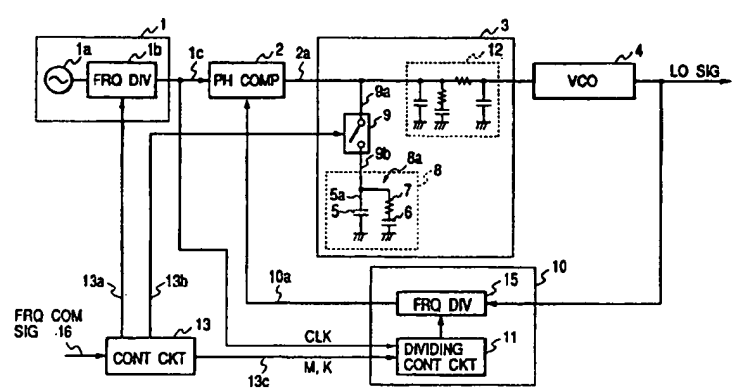 1
1a
1b
FRQ DIV
1c
2
PH COMP
2a
3
12
4
VCO
LO SIG
9a
9
9b
8a
8
5a
5
7
6
13a
13b
10a
15
10
FRQ DIV
FRQ COM
SIG 16
13
CONT CKT
CLK
M, K
13c
DIVIDING
CONT CKT
11